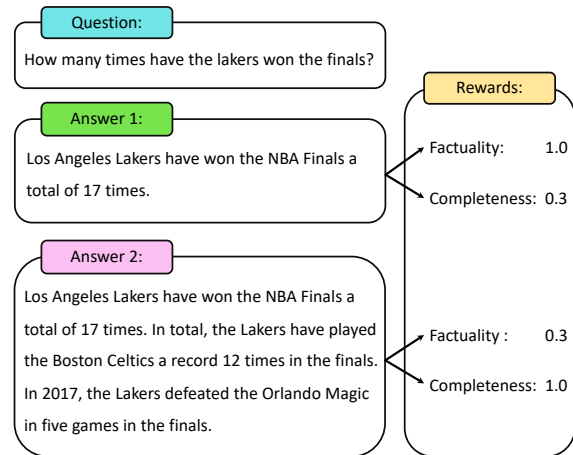 Question:
How many times have the lakers won the finals?
Answer 1:
Los Angeles Lakers have won the NBA Finals a
total of 17 times.
Answer 2:
Los Angeles Lakers have won the NBA Finals a
total of 17 times. In total, the Lakers have played
the Boston Celtics a record 12 times in the finals.
In 2017, the Lakers defeated the Orlando Magic
in five games in the finals.
Rewards:
Factuality: 1.0
Completeness: 0.3
Factuality : 0.3
Completeness: 1.0